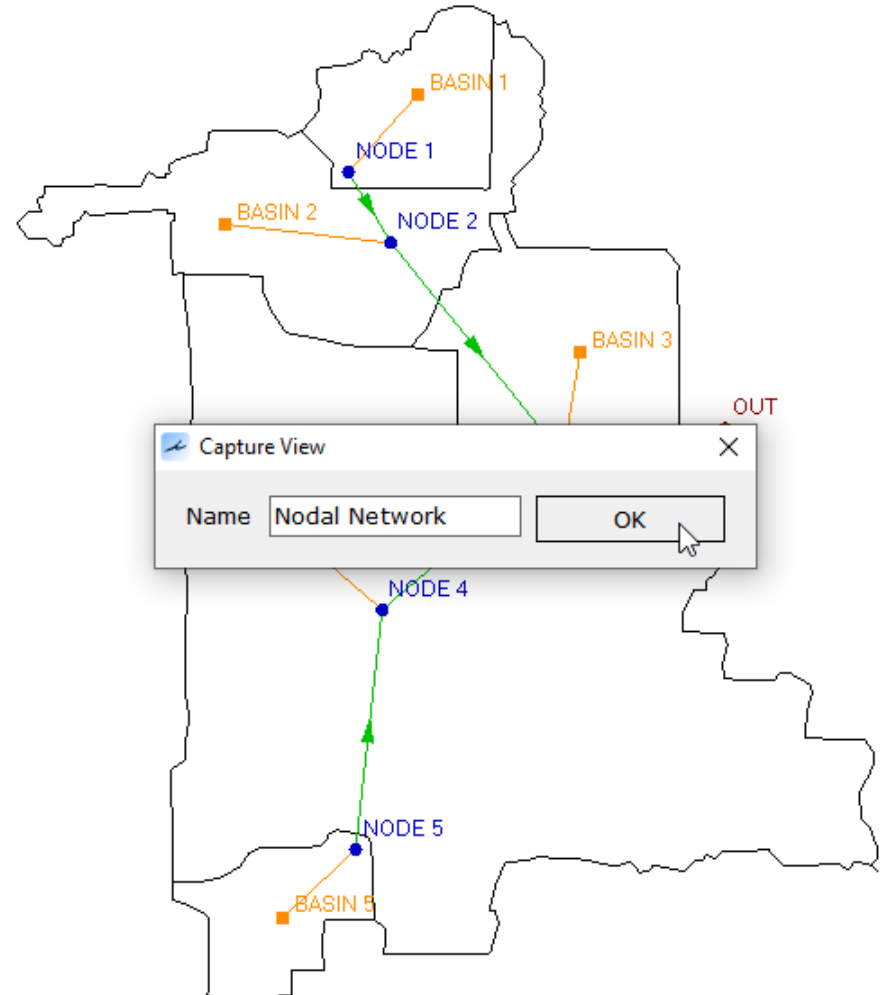 BASIN 1
NODE 1
BASIN 2
NODE 2
BASIN 3
OUT
Capture View
Name Nodal Network OK
NODE 4
NODE 5
BASIN 5